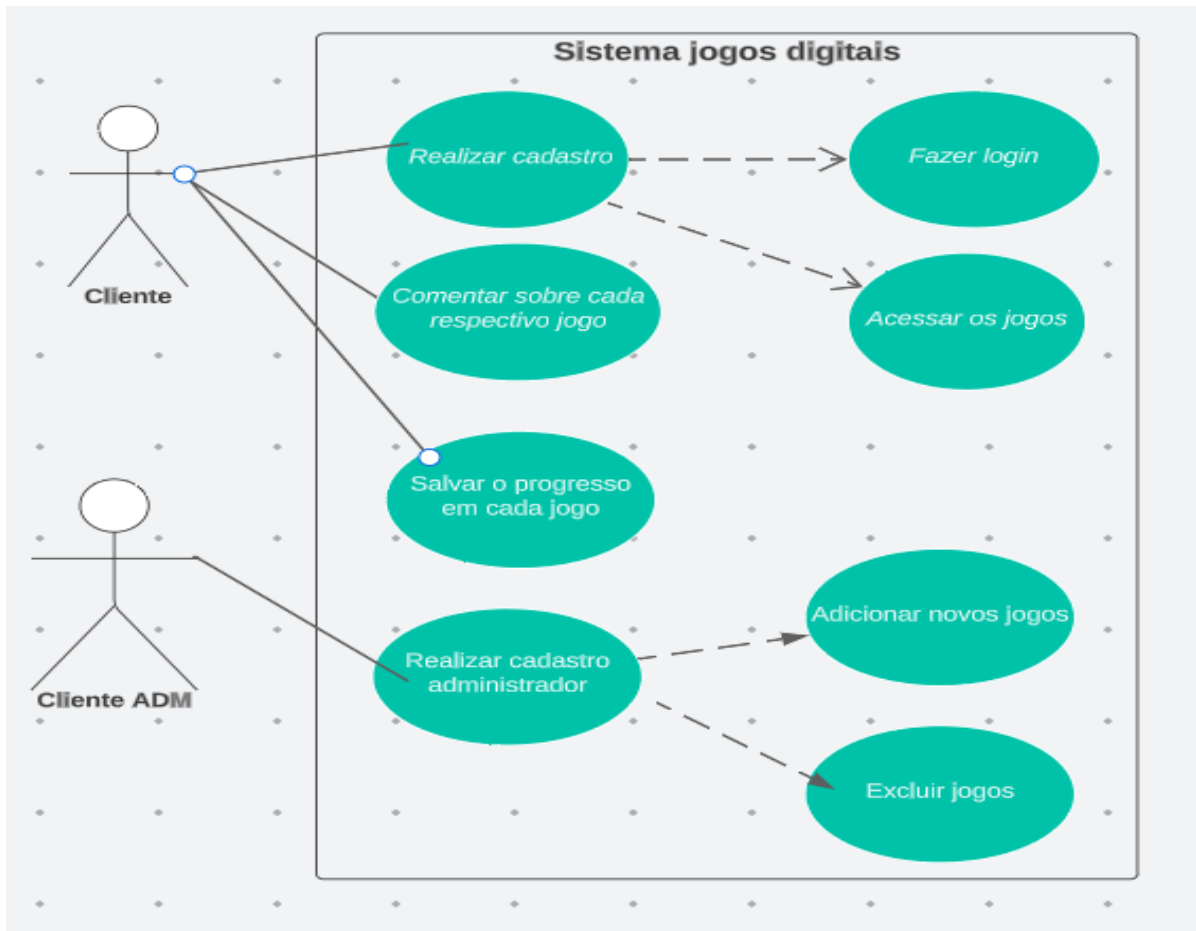 Sistema jogos digitais
Realizar cadastro
Fazer login
Cliente
Comentar sobre cada
respectivo jogo
Acessar os jogos
Salvar o progresso
em cada jogo
Cliente ADM
Realizar cadastro
administrador
Adicionar novos jogos
Excluir jogos